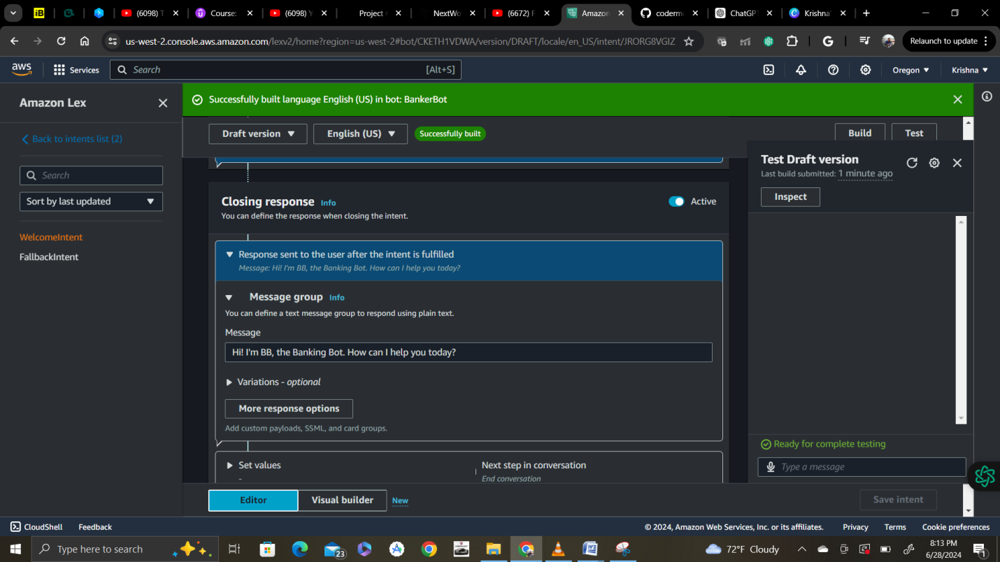 iB
(6098) T
Course:
(6098) Y
Project
NextWo
(6672) F
Amazon
coderm
ChatGPT
Krishna
us-west-2.console.aws.amazon.com/lexv2/home?region=us-west-2#bot/CKETH1VDWA/version/DRAFT/locale/en_US/intent/JRORG8VGIZ
Relaunch to update
aws
Services
Search
[Alt+S]
Oregon
Krishna
Amazon Lex
Successfully built language English (US) in bot: BankerBot
Draft version
English (US)
Successfully built
Build
Test
Back to intents list (2)
Search
Sort by last updated
WelcomeIntent
FallbackIntent
Closing response Info
Active
You can define the response when closing the intent.
Response sent to the user after the intent is fulfilled
Message: Hi! I'm BB, the Banking Bot. How can I help you today?
Message group Info
You can define a text message group to respond using plain text.
Message
Hi! I'm BB, the Banking Bot. How can I help you today?
Variations - optional
More response options
Add custom payloads, SSML, and card groups.
Set values
-
Next step in conversation
End conversation
Test Draft version
Last build submitted: 1 minute ago
Inspect
Ready for complete testing
Type a message
Editor
Visual builder
New
Save intent
CloudShell
Feedback
© 2024, Amazon Web Services, Inc. or its affiliates.
Privacy
Terms
Cookie preferences
Type here to search
23
72°F Cloudy
8:13 PM
6/28/2024
1